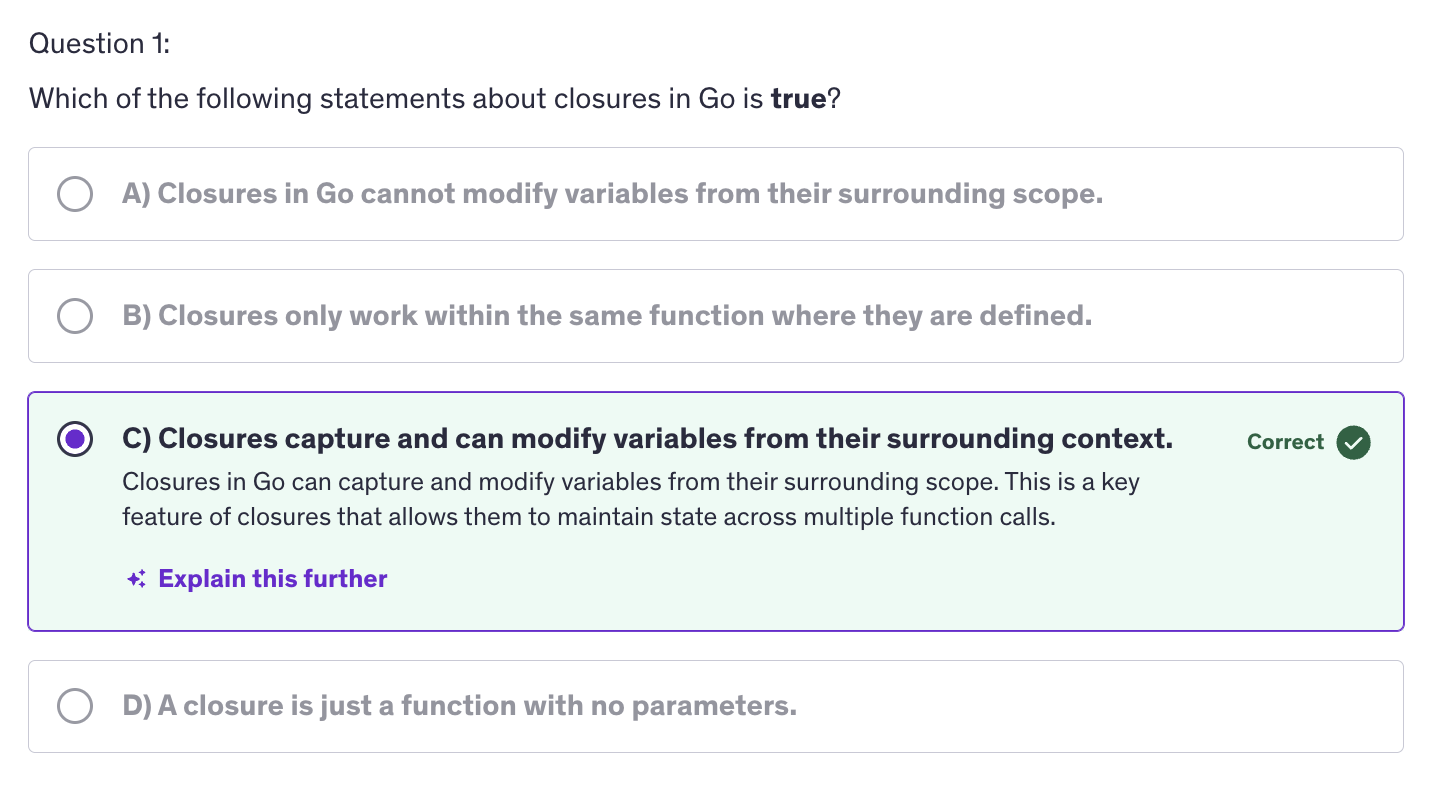 Question 1:
Which of the following statements about closures in Go is true?
A) Closures in Go cannot modify variables from their surrounding scope.
B) Closures only work within the same function where they are defined.
C) Closures capture and can modify variables from their surrounding context.
Correct
Closures in Go can capture and modify variables from their surrounding scope. This is a key
feature of closures that allows them to maintain state across multiple function calls.
Explain this further
D) A closure is just a function with no parameters.